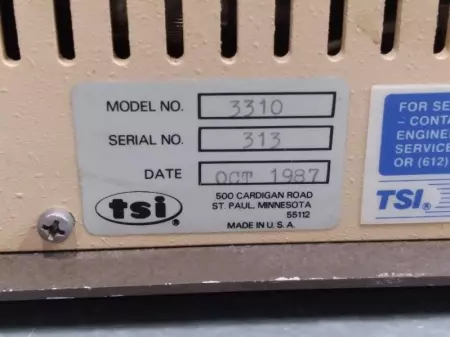 MODEL NO. 3310
SERIAL NO. 313
DATE OCT 1987
tsi®
500 CARDIGAN ROAD
ST. PAUL, MINNESOTA
55112
MADE IN U.S.A.
FOR SE
– CONTA
ENGINE
SERVICE
OR (612)
TSI®